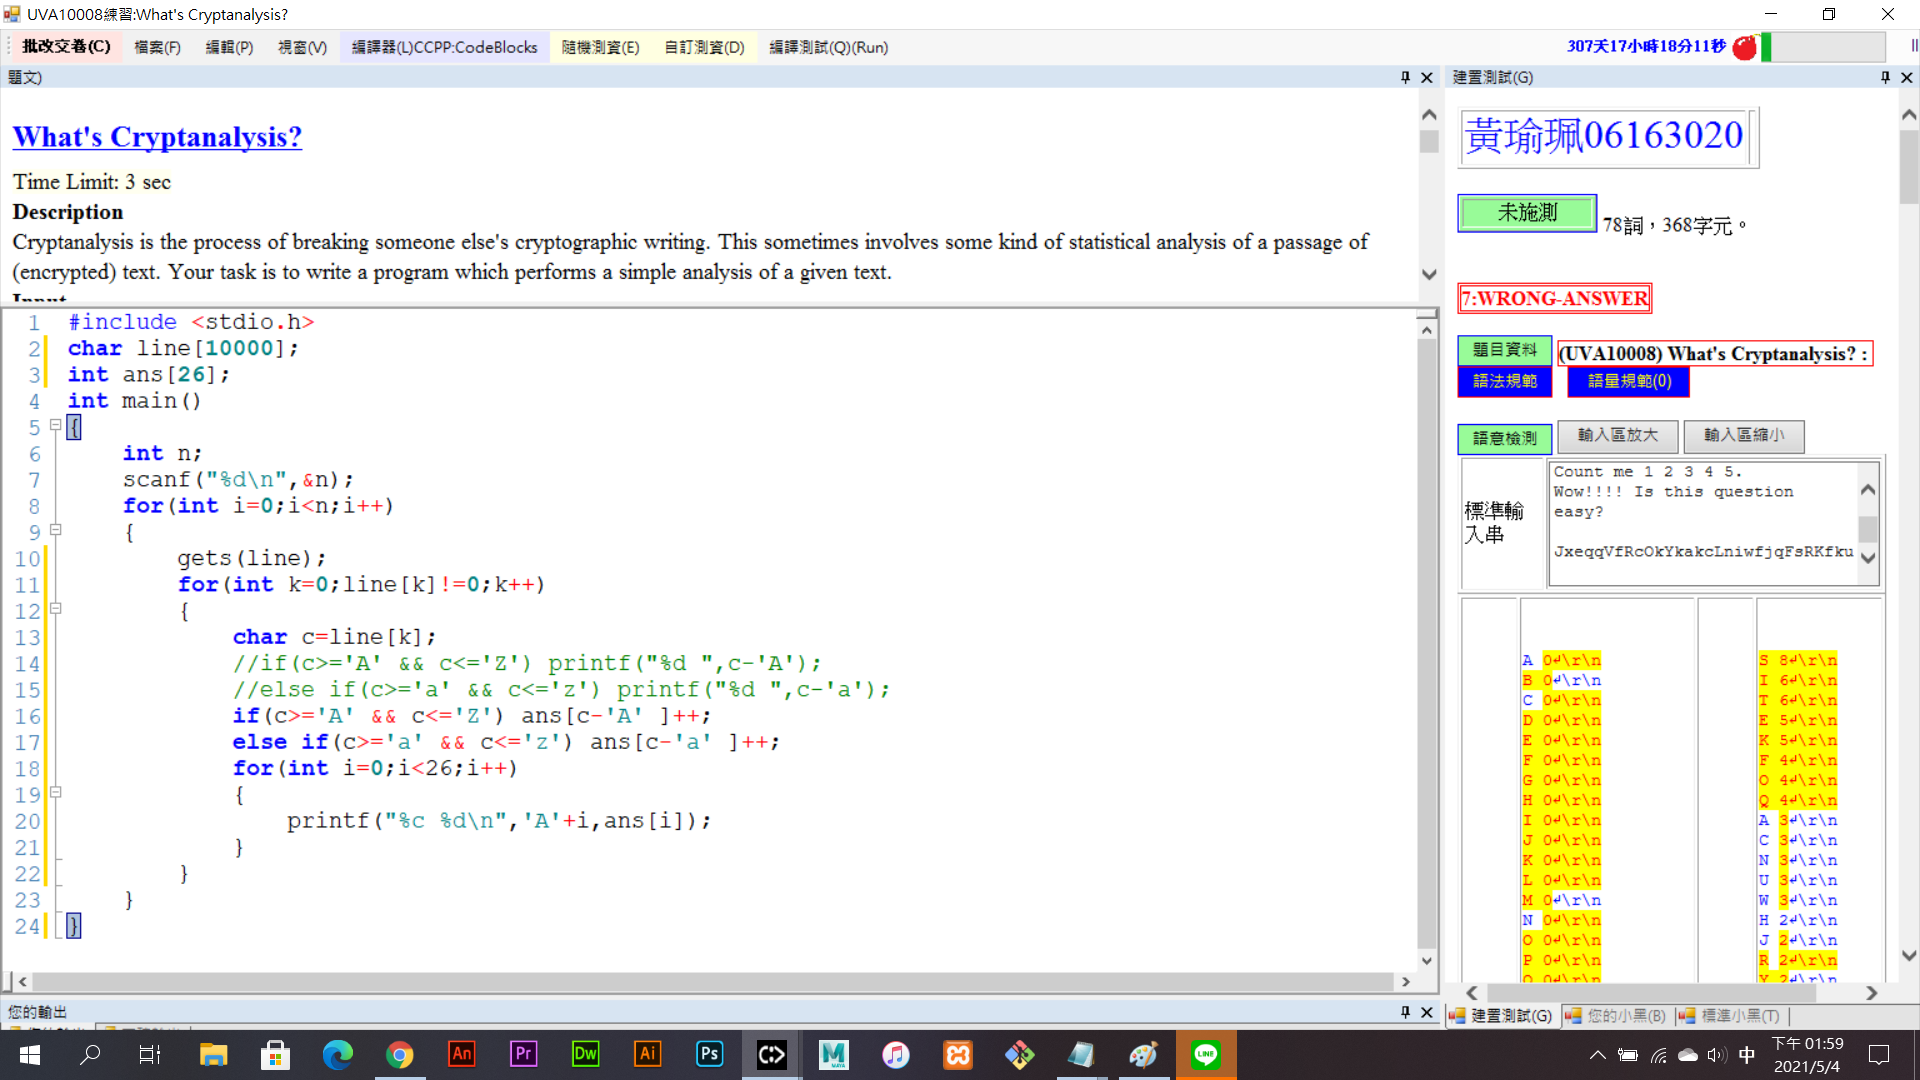 UVA10008練習:What's Cryptanalysis?
批改交卷(C) 檔案(F) 編輯(P) 視窗(V) 編譯器(L)CCPP:CodeBlocks 隨機測資(E) 自訂測資(D) 編譯測試(Q)(Run) 307天17小時18分11秒
題文)
What's Cryptanalysis?
Time Limit: 3 sec
Description
Cryptanalysis is the process of breaking someone else's cryptographic writing. This sometimes involves some kind of statistical analysis of a passage of
(encrypted) text. Your task is to write a program which performs a simple analysis of a given text.
Input
1 #include <stdio.h>
2 char line[10000];
3 int ans[26];
4 int main()
5 {
6 int n;
7 scanf("%d\n",&n);
8 for(int i=0;i<n;i++)
9 {
10 gets(line);
11 for(int k=0;line[k]!=0;k++)
12 {
13 char c=line[k];
14 //if(c>='A' && c<='Z') printf("%d ",c-'A');
15 //else if(c>='a' && c<='z') printf("%d ",c-'a');
16 if(c>='A' && c<='Z') ans[c-'A' ]++;
17 else if(c>='a' && c<='z') ans[c-'a' ]++;
18 for(int i=0;i<26;i++)
19 {
20 printf("%c %d\n",'A'+i,ans[i]);
21 }
22 }
23 }
24 }
您的輸出
建置測試(G)
黃瑜珮06163020
未施測 78詞，368字元。
7:WRONG-ANSWER
題目資料 (UVA10008) What's Cryptanalysis? :
語法規範 語量規範(0)
語意檢測 輸入區放大 輸入區縮小
標準輸
入串
Count me 1 2 3 4 5.
Wow!!!! Is this question
easy?
JxeqqVfRcOkYkakcLniwfjqFsRKfku
A 0↵\r\n
B 0↵\r\n
C 0↵\r\n
D 0↵\r\n
E 0↵\r\n
F 0↵\r\n
G 0↵\r\n
H 0↵\r\n
I 0↵\r\n
J 0↵\r\n
K 0↵\r\n
L 0↵\r\n
M 0↵\r\n
N 0↵\r\n
O 0↵\r\n
P 0↵\r\n
Q 0↵\r\n
S 8↵\r\n
I 6↵\r\n
T 6↵\r\n
E 5↵\r\n
K 5↵\r\n
F 4↵\r\n
O 4↵\r\n
Q 4↵\r\n
A 3↵\r\n
C 3↵\r\n
N 3↵\r\n
U 3↵\r\n
W 3↵\r\n
H 2↵\r\n
J 2↵\r\n
R 2↵\r\n
Y 2↵\r\n
建置測試(G) 您的小黑(B) 標準小黑(T)
An Pr Dw Ai Ps M MAYA LINE 中
下午 01:59
2021/5/4